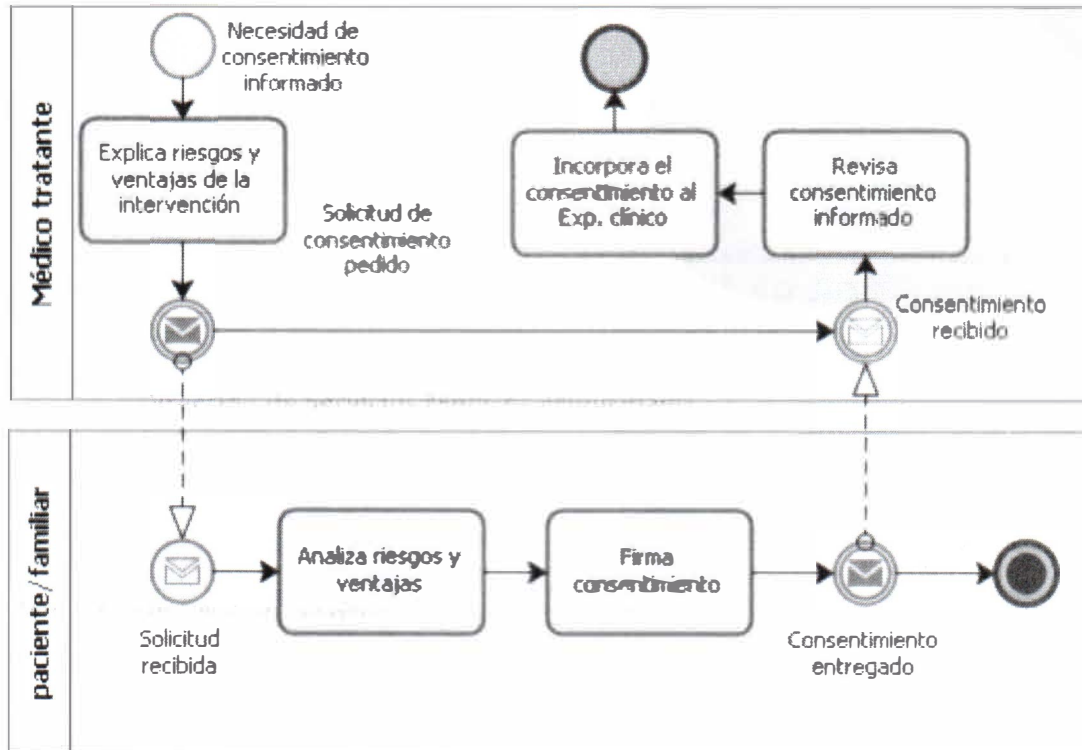 Médico tratante
Necesidad de
consentimiento
informado
Explica riesgos y
ventajas de la
intervención
Solicitud de
consentimiento
pedido
Incorpora el
consentimiento al
Exp. clínico
Revisa
consentimiento
informado
Consentimiento
recibido
paciente/familiar
Solicitud
recibida
Analiza riesgos y
ventajas
Firma
consentimiento
Consentimiento
entregado